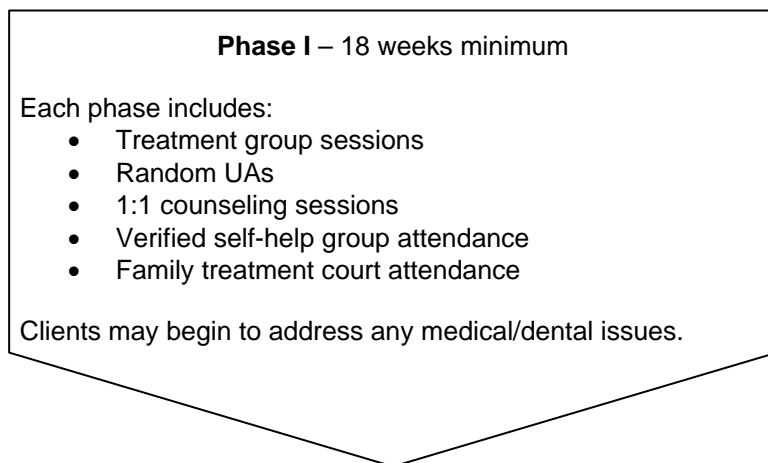 Phase I – 18 weeks minimum
Each phase includes:
• Treatment group sessions
• Random UAs
• 1:1 counseling sessions
• Verified self-help group attendance
• Family treatment court attendance
Clients may begin to address any medical/dental issues.